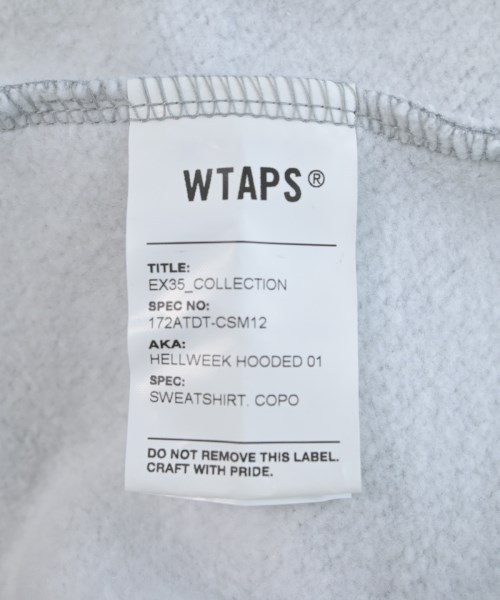 WTAPS®
TITLE:
EX35_COLLECTION
SPEC NO:
172ATDT-CSM12
AKA:
HELLWEEK HOODED 01
SPEC:
SWEATSHIRT. COPO
DO NOT REMOVE THIS LABEL.
CRAFT WITH PRIDE.